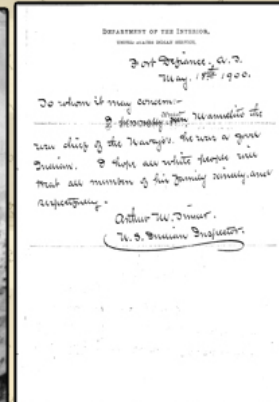 DEPARTMENT OF THE INTERIOR,
UNITED STATES INDIAN SERVICE,
Fort Defiance, A. T.
May, 18th 1900.
To whom it may concern:-
Manuelito the
was chief of the Navajos. he was a good
Indian. I hope all white people will
treat all members of his family kindly, and
respectfully.
Arthur M.
U. S. Indian Inspector.